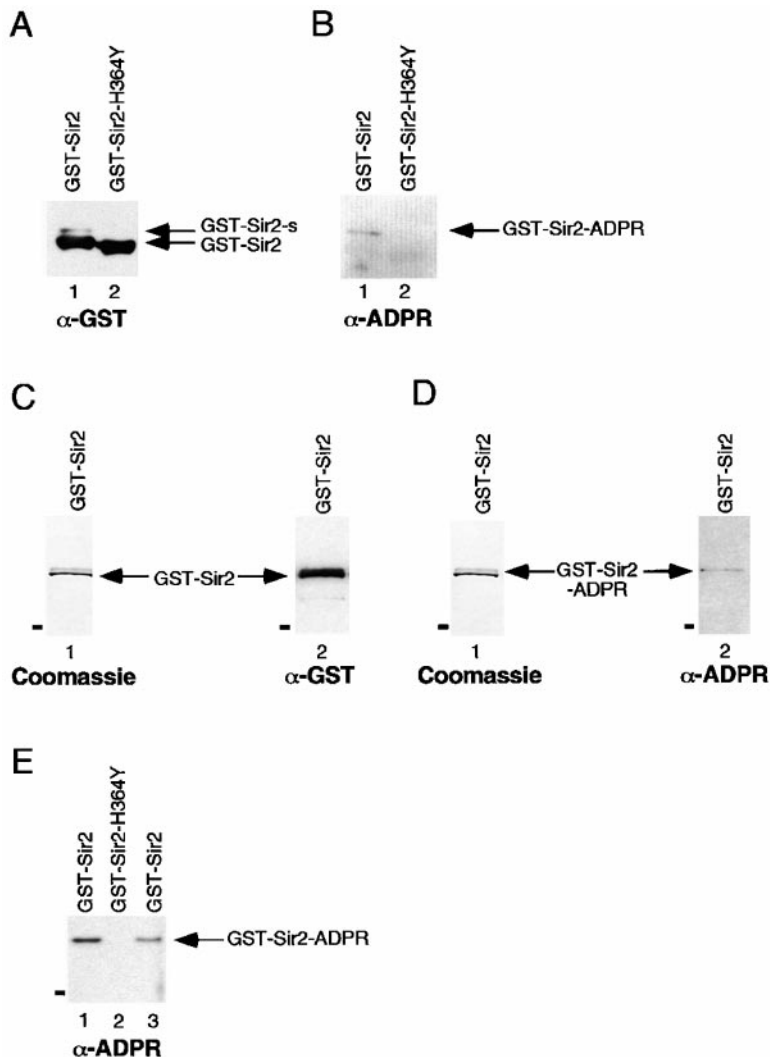 A
GST-Sir2
GST-Sir2-H364Y
GST-Sir2-s
GST-Sir2
1 2
α-GST
B
GST-Sir2
GST-Sir2-H364Y
GST-Sir2-ADPR
1 2
α-ADPR
C
GST-Sir2
GST-Sir2
GST-Sir2
1
Coomassie
2
α-GST
D
GST-Sir2
GST-Sir2
GST-Sir2
-ADPR
1
Coomassie
2
α-ADPR
E
GST-Sir2
GST-Sir2-H364Y
GST-Sir2
GST-Sir2-ADPR
1 2 3
α-ADPR